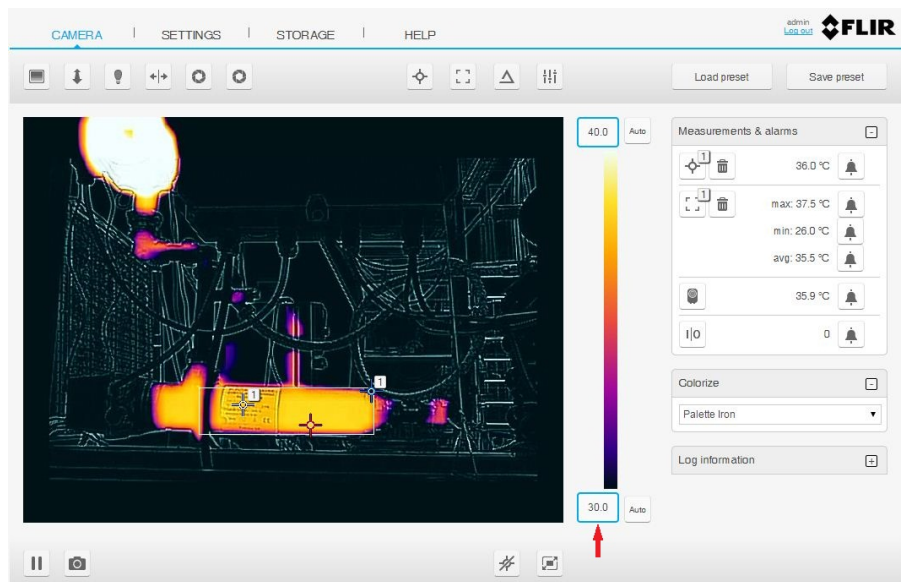 CAMERA
SETTINGS
STORAGE
HELP
admin
Log out
FLIR
Load preset
Save preset
40.0
Auto
Measurements & alarms
1
36.0 °C
1
max: 37.5 °C
min: 26.0 °C
avg: 35.5 °C
35.9 °C
I|O
0
1
1
Colorize
Palette Iron
Log information
30.0
Auto